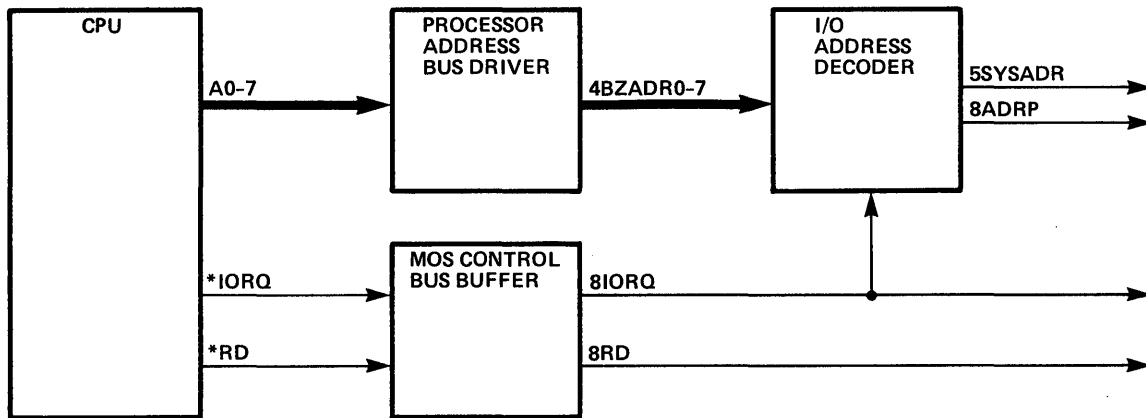 CPU
PROCESSOR
ADDRESS
BUS DRIVER
I/O
ADDRESS
DECODER
A0-7
4BZADR0-7
5SYSADR
8ADRP
MOS CONTROL
BUS BUFFER
*IORQ
8IORQ
*RD
8RD